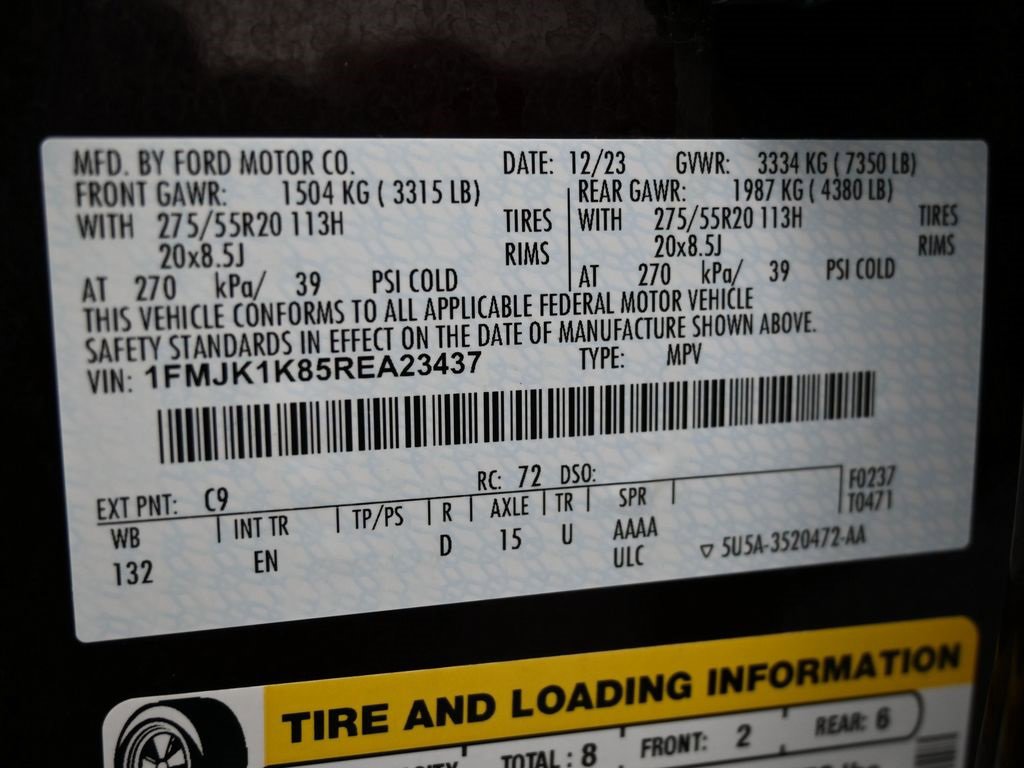 MFD. BY FORD MOTOR CO. DATE: 12/23 GVWR: 3334 KG ( 7350 LB)
FRONT GAWR: 1504 KG ( 3315 LB) REAR GAWR: 1987 KG ( 4380 LB)
WITH 275/55R20 113H TIRES WITH 275/55R20 113H TIRES
20x8.5J RIMS 20x8.5J RIMS
AT 270 kPa/ 39 PSI COLD AT 270 kPa/ 39 PSI COLD
THIS VEHICLE CONFORMS TO ALL APPLICABLE FEDERAL MOTOR VEHICLE
SAFETY STANDARDS IN EFFECT ON THE DATE OF MANUFACTURE SHOWN ABOVE.
VIN: 1FMJK1K85REA23437 TYPE: MPV
EXT PNT: C9 RC: 72 DSO: F0237
WB INT TR TP/PS R AXLE TR SPR T0471
132 EN D 15 U AAAA
ULC ▽ 5U5A-3520472-AA
TIRE AND LOADING INFORMATION
TOTAL : 8 FRONT: 2 REAR: 6